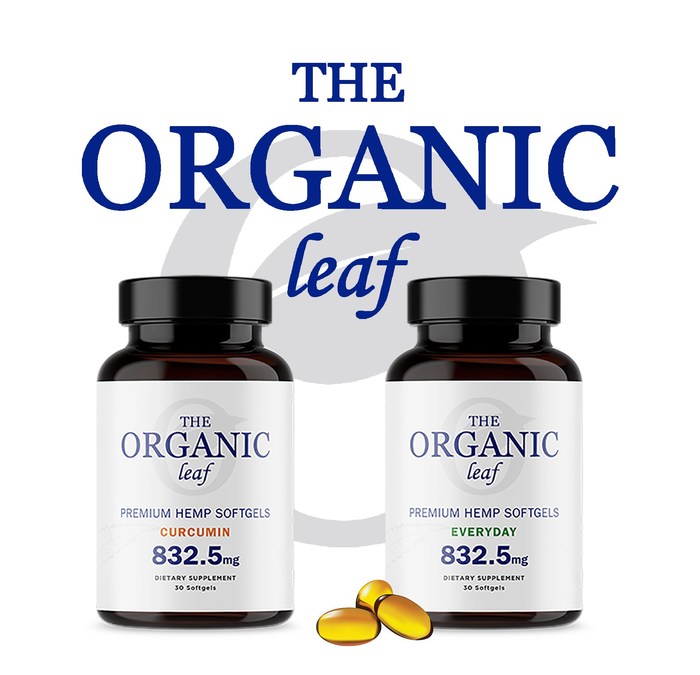 THE
ORGANIC
leaf
THE
ORGANIC
leaf
PREMIUM HEMP SOFTGELS
CURCUMIN
832.5mg
DIETARY SUPPLEMENT
30 Softgels
THE
ORGANIC
leaf
PREMIUM HEMP SOFTGELS
EVERYDAY
832.5mg
DIETARY SUPPLEMENT
30 Softgels